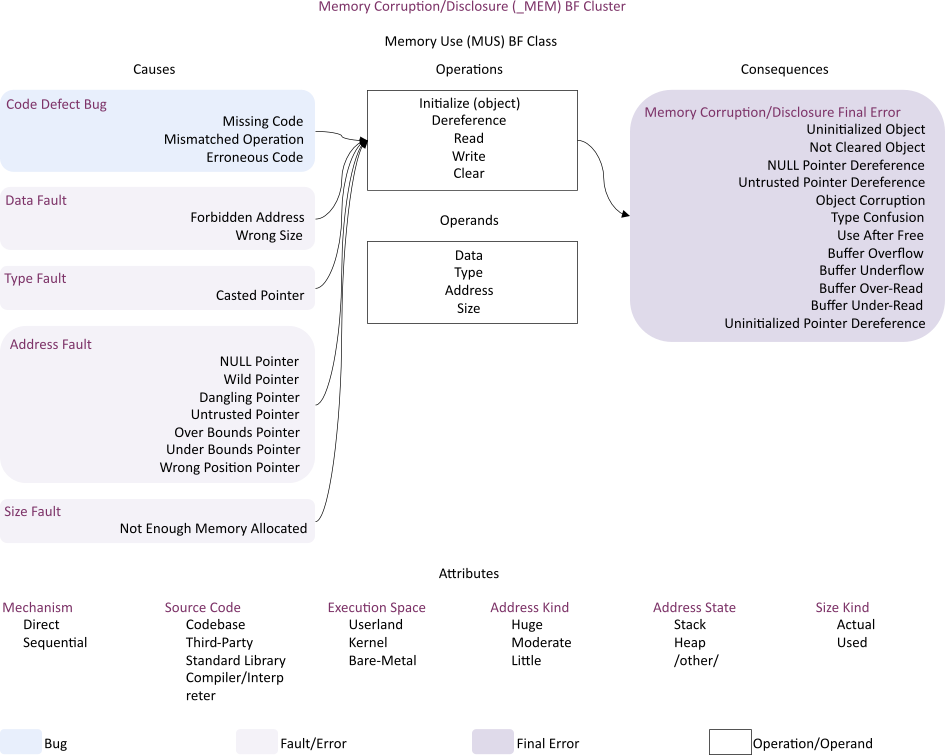 Memory Corruption/Disclosure (_MEM) BF Cluster
Memory Use (MUS) BF Class
Causes
Operations
Consequences
Code Defect Bug
Missing Code
Mismatched Operation
Erroneous Code
Data Fault
Forbidden Address
Wrong Size
Type Fault
Casted Pointer
Address Fault
NULL Pointer
Wild Pointer
Dangling Pointer
Untrusted Pointer
Over Bounds Pointer
Under Bounds Pointer
Wrong Position Pointer
Size Fault
Not Enough Memory Allocated
Initialize (object)
Dereference
Read
Write
Clear
Operands
Data
Type
Address
Size
Memory Corruption/Disclosure Final Error
Uninitialized Object
Not Cleared Object
NULL Pointer Dereference
Untrusted Pointer Dereference
Object Corruption
Type Confusion
Use After Free
Buffer Overflow
Buffer Underflow
Buffer Over-Read
Buffer Under-Read
Uninitialized Pointer Dereference
Attributes
Mechanism
Direct
Sequential
Source Code
Codebase
Third-Party
Standard Library
Compiler/Interp
reter
Execution Space
Userland
Kernel
Bare-Metal
Address Kind
Huge
Moderate
Little
Address State
Stack
Heap
/other/
Size Kind
Actual
Used
Bug
Fault/Error
Final Error
Operation/Operand